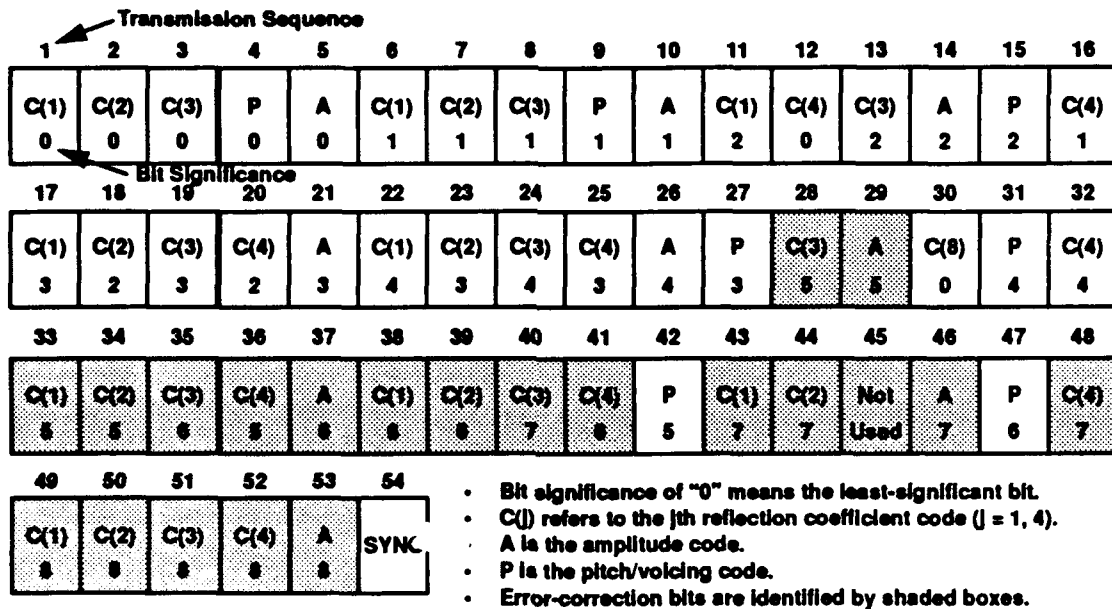 Transmission Sequence
1 2 3 4 5 6 7 8 9 10 11 12 13 14 15 16
C(1) C(2) C(3) P A C(1) C(2) C(3) P A C(1) C(4) C(3) A P C(4)
0 0 0 0 0 1 1 1 1 1 2 0 2 2 2 1
Bit Significance
17 18 19 20 21 22 23 24 25 26 27 28 29 30 31 32
C(1) C(2) C(3) C(4) A C(1) C(2) C(3) C(4) A P C(3) A C(8) P C(4)
3 2 3 2 3 4 3 4 3 4 3 5 5 0 4 4
33 34 35 36 37 38 39 40 41 42 43 44 45 46 47 48
C(1) C(2) C(3) C(4) A C(1) C(2) C(3) C(4) P C(1) C(2) Not A P C(4)
5 5 6 5 6 6 6 7 6 5 7 7 Used 7 6 7
49 50 51 52 53 54
C(1) C(2) C(3) C(4) A SYNC
8 8 8 8 8
• Bit significance of "0" means the least-significant bit.
• C(j) refers to the jth reflection coefficient code (j = 1, 4).
• A is the amplitude code.
• P is the pitch/voicing code.
• Error-correction bits are identified by shaded boxes.